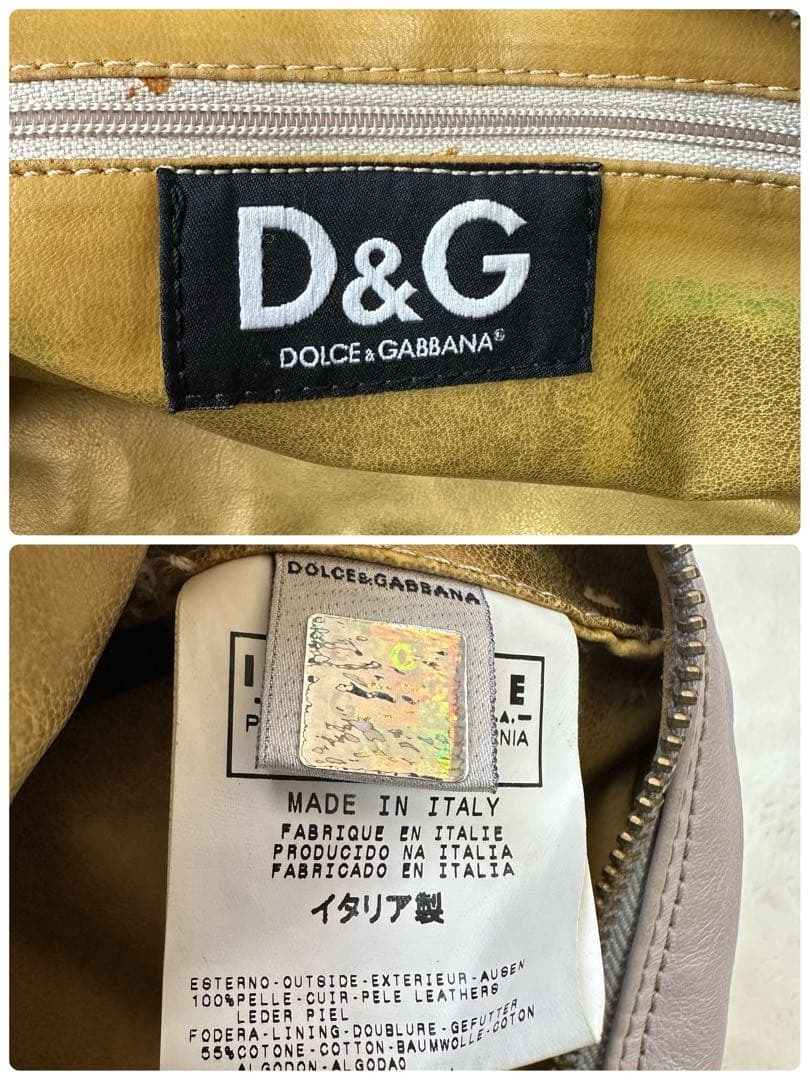 D&G
DOLCE & GABBANA®
DOLCE&GABBANA
MADE IN ITALY
FABRIQUE EN ITALIE
PRODUCIDO NA ITALIA
FABRICADO EN ITALIA
イタリア製
ESTERNO-OUTSIDE-EXTERIEUR-AUSEN
100%PELLE-CUIR-PELE LEATHERS
LEDER PIEL
FODERA-LINING-DOUBLURE-GEFUTTER
55%COTONE-COTTON-BAUMWOLLE-COTON
ALGODON-ALGODAO